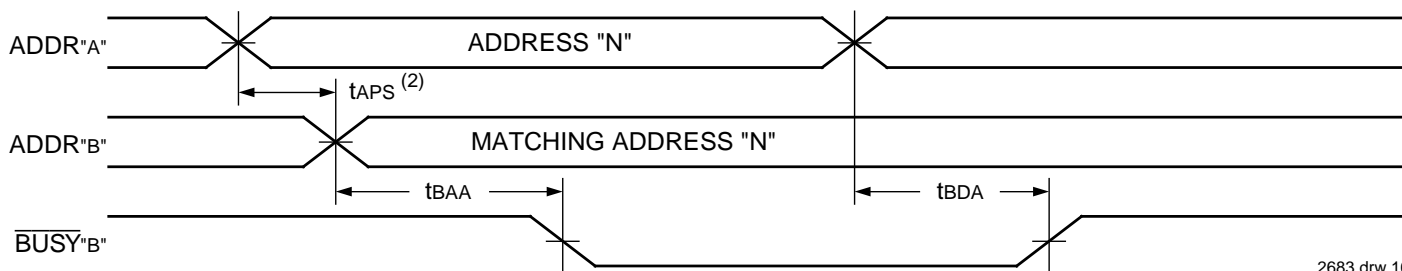 ADDR"A"
ADDRESS "N"
tAPS (2)
ADDR"B"
MATCHING ADDRESS "N"
tBAA
tBDA
BUSY"B"